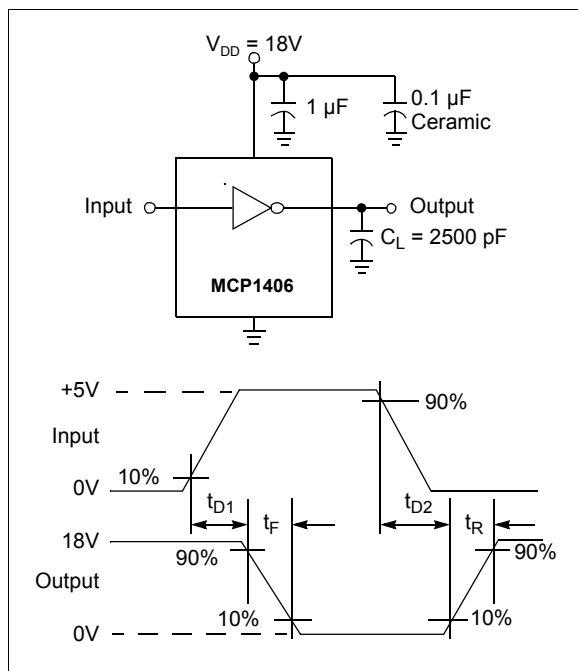 V_DD = 18V
1 µF
0.1 µF
Ceramic
Input
Output
C_L = 2500 pF
MCP1406
+5V
90%
Input
10%
0V
t_D1
t_F
t_D2
t_R
18V
90%
90%
Output
10%
10%
0V